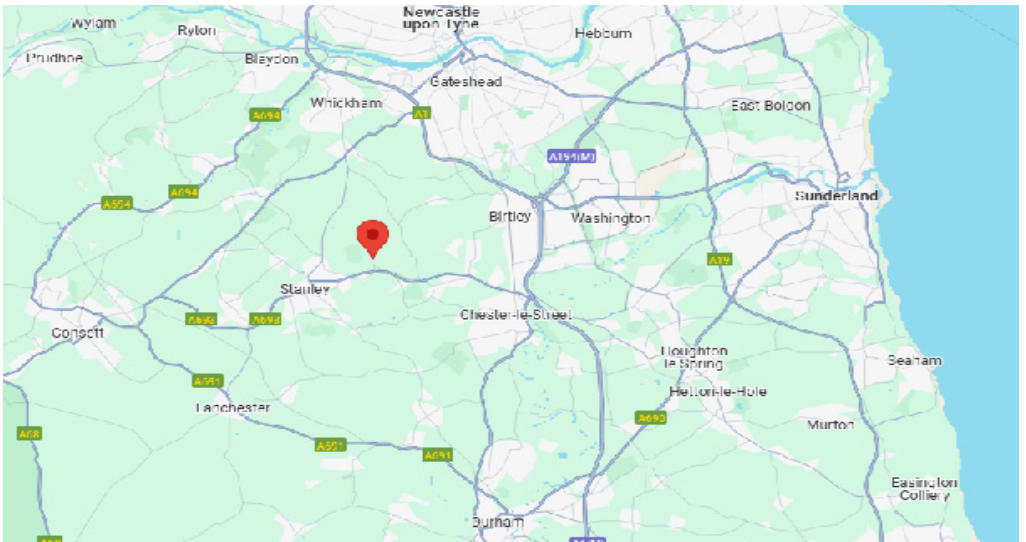 Newcastle
upon Tyne
Wylam
Ryton
Hebburn
Prudhoe
Blaydon
Gateshead
Whickham
East Boldon
A694
A1
A194(M)
A694
A694
Sunderland
Birtley
Washington
A19
Stanley
Chester-le-Street
A692
A693
Consett
Houghton
le Spring
Seaham
A691
Hetton-le-Hole
Lanchester
A690
Murton
A68
A691
A691
Easington
Colliery
Durham